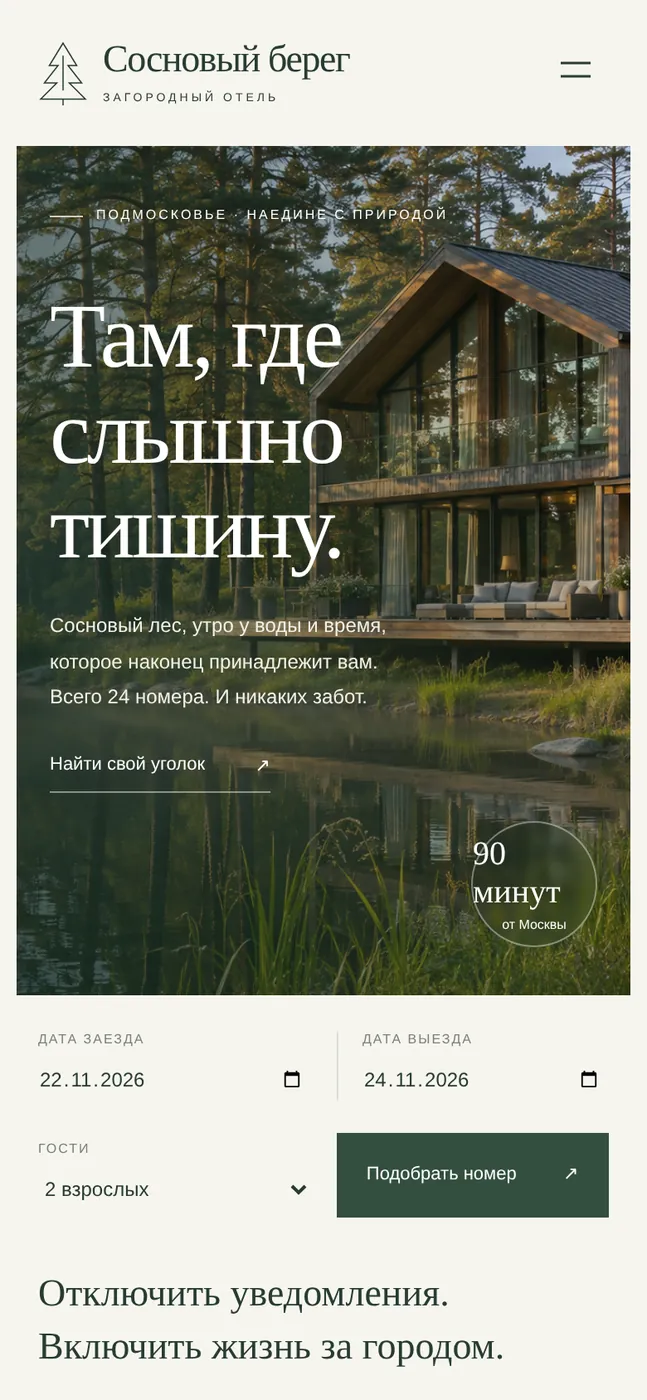 Сосновый берег
ЗАГОРОДНЫЙ ОТЕЛЬ
ПОДМОСКОВЬЕ · НАЕДИНЕ С ПРИРОДОЙ
Там, где
слышно
тишину.
Сосновый лес, утро у воды и время,
которое наконец принадлежит вам.
Всего 24 номера. И никаких забот.
Найти свой уголок ↗
90
минут
от Москвы
ДАТА ЗАЕЗДА
22.11.2026
ДАТА ВЫЕЗДА
24.11.2026
ГОСТИ
2 взрослых
Подобрать номер ↗
Отключить уведомления.
Включить жизнь за городом.